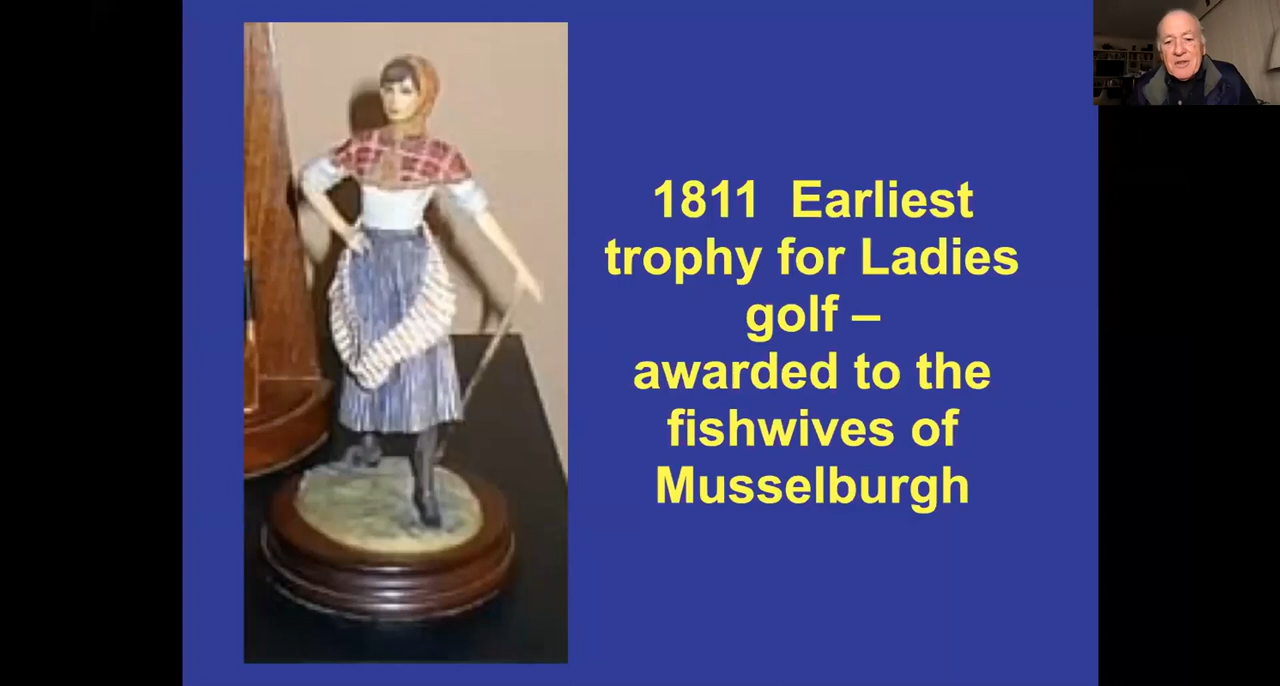 1811  Earliest
trophy for Ladies
golf –
awarded to the
fishwives of
Musselburgh